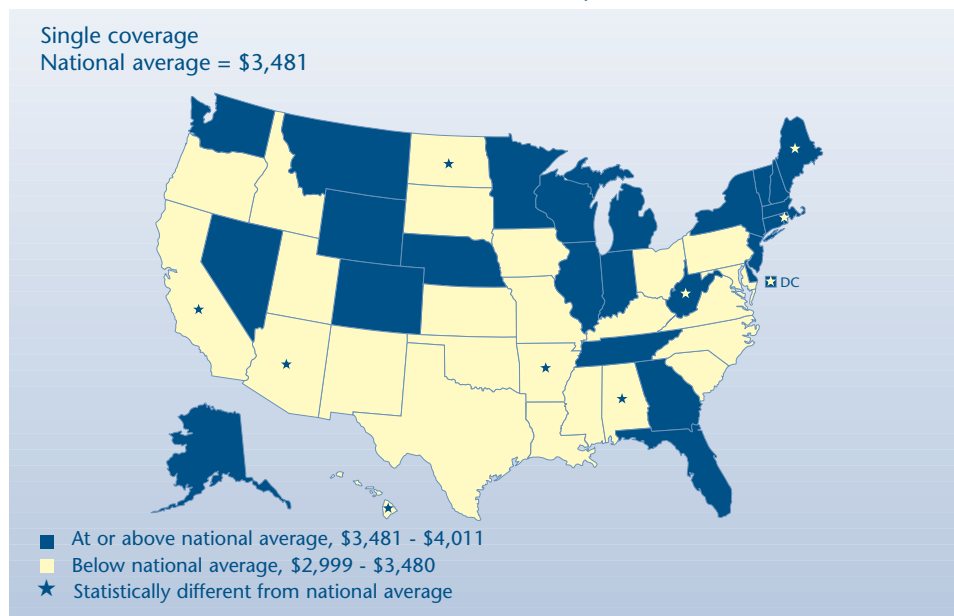 Single coverage
National average = $3,481
DC
At or above national average, $3,481 - $4,011
Below national average, $2,999 - $3,480
Statistically different from national average